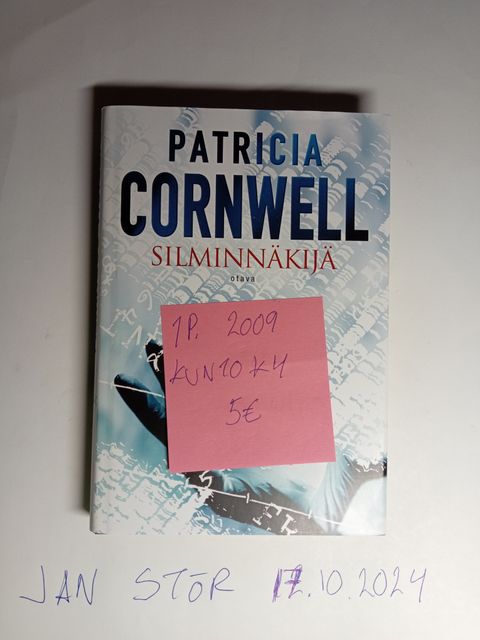 PATRICIA
CORNWELL
SILMINNÄKIJÄ
otava
1P. 2009
KUNTO K4
5€
JAN STÖR 17.10.2024